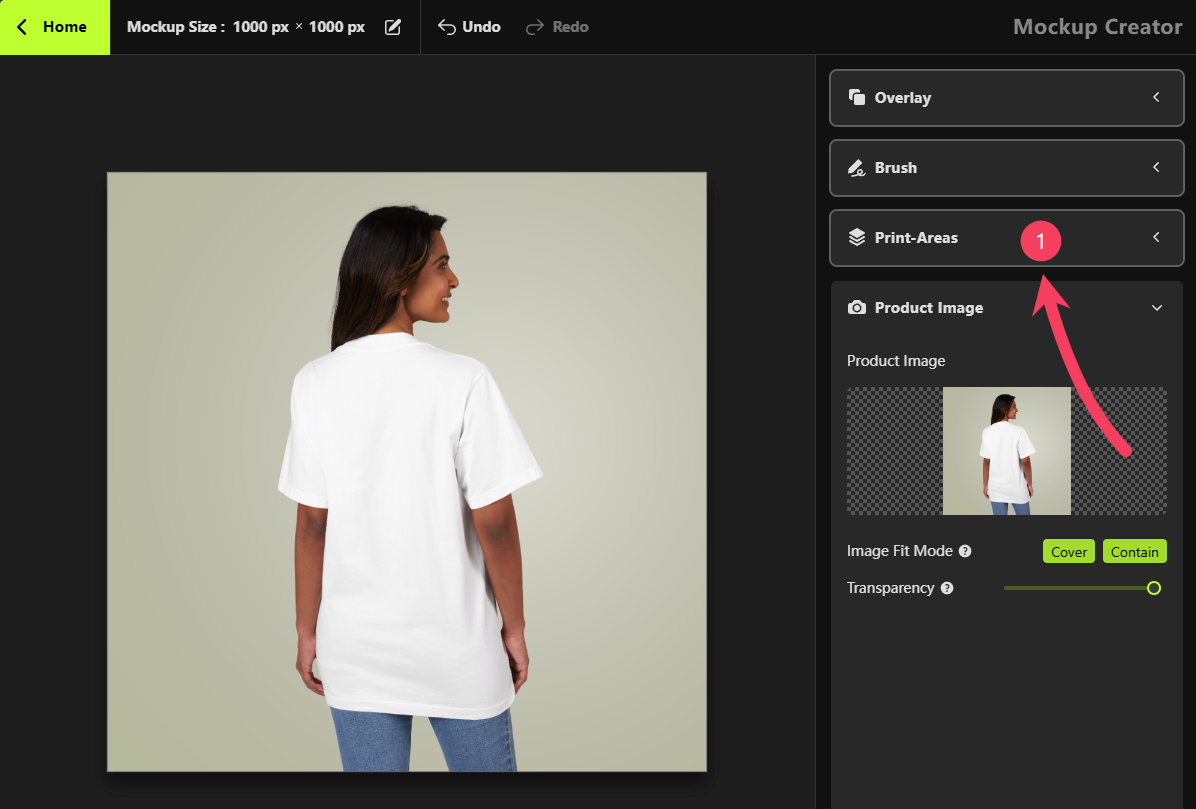 Home
Mockup Size : 1000 px × 1000 px
Undo
Redo
Mockup Creator
Overlay
Brush
Print-Areas
1
Product Image
Product Image
Image Fit Mode ?
Cover
Contain
Transparency ?